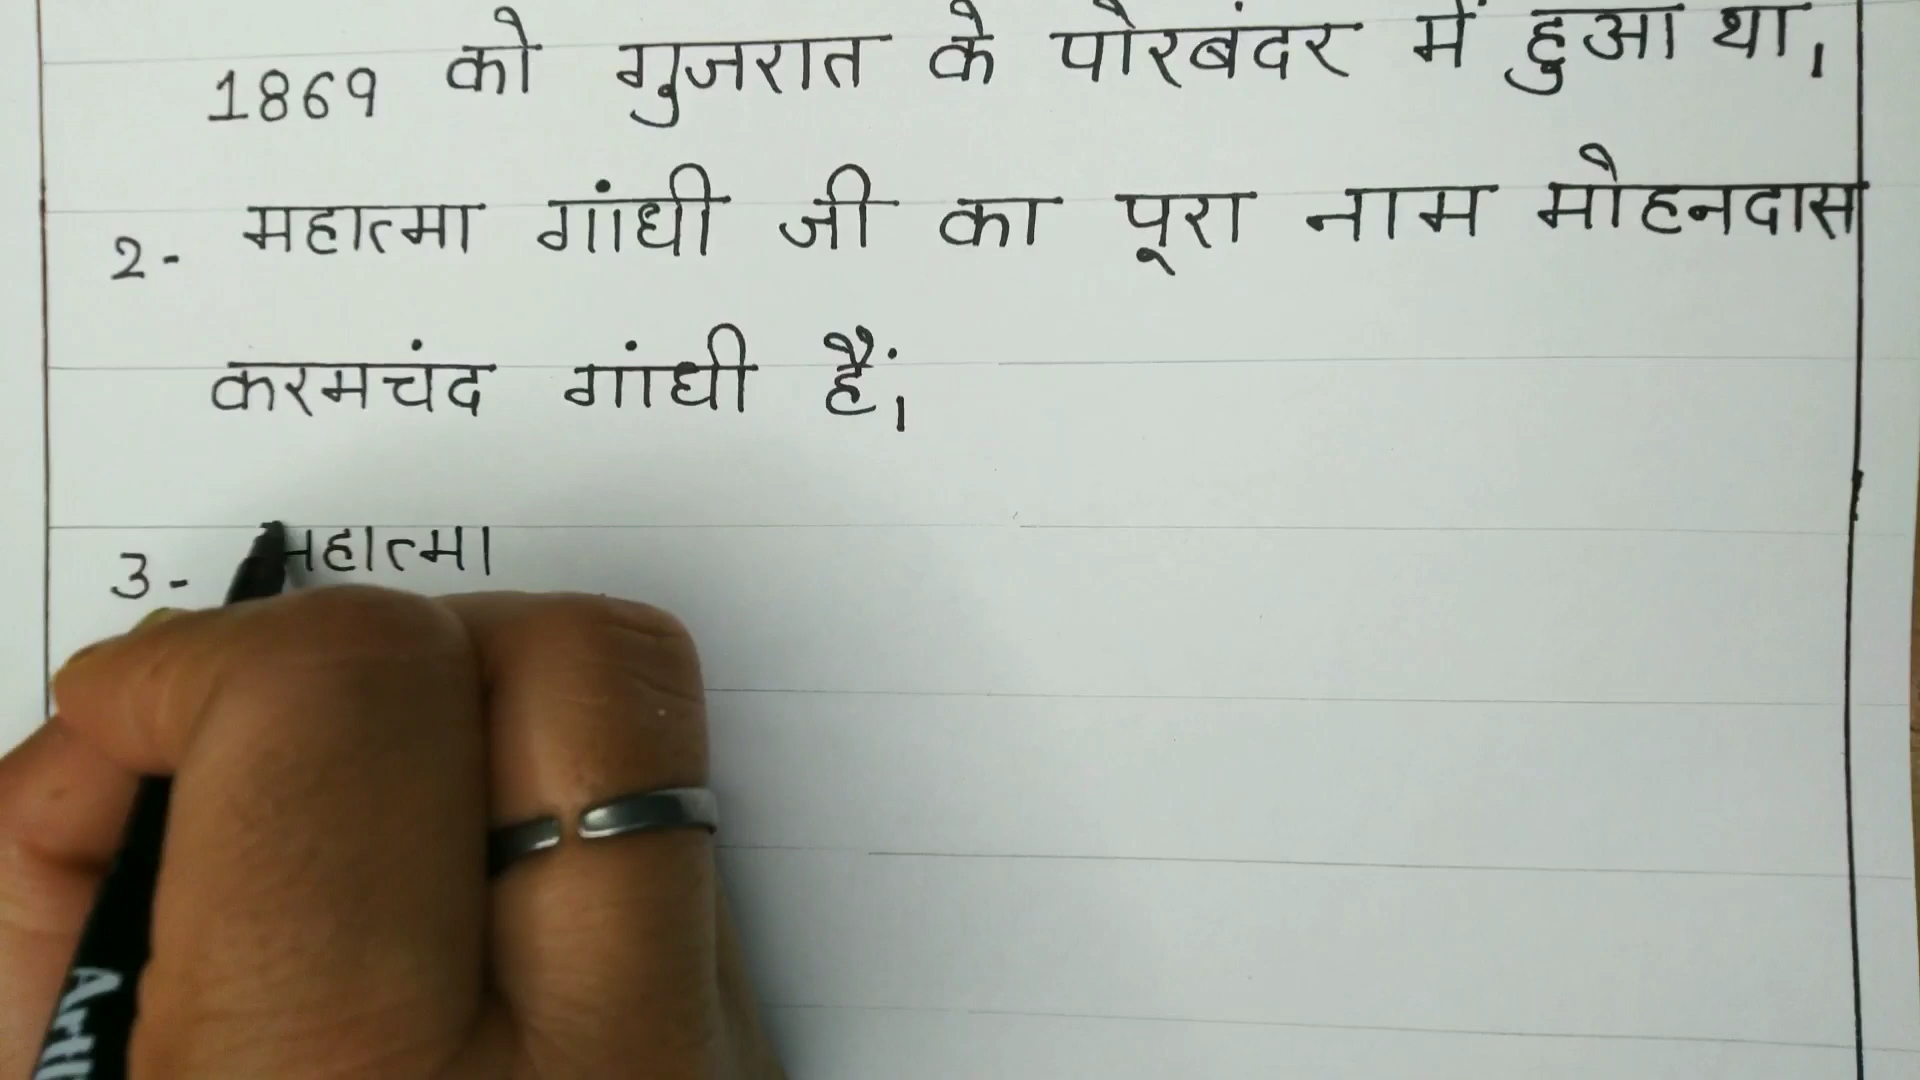 1869 को गुजरात के पोरबंदर में हुआ था।
2- महात्मा गांधी जी का पूरा नाम मोहनदास
करमचंद गांधी हैं।
3- महात्मा